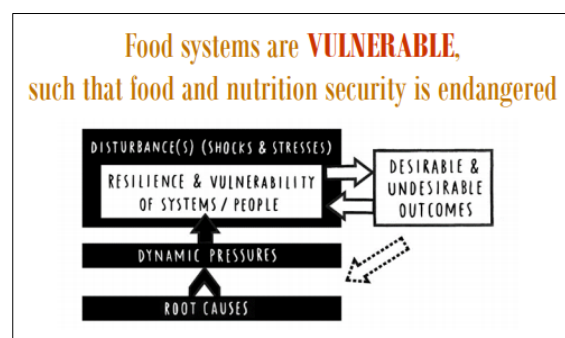 Food systems are VULNERABLE,
such that food and nutrition security is endangered
DISTURBANCE(S) (SHOCKS & STRESSES)
RESILIENCE & VULNERABILITY
OF SYSTEMS / PEOPLE
DESIRABLE &
UNDESIRABLE
OUTCOMES
DYNAMIC PRESSURES
ROOT CAUSES